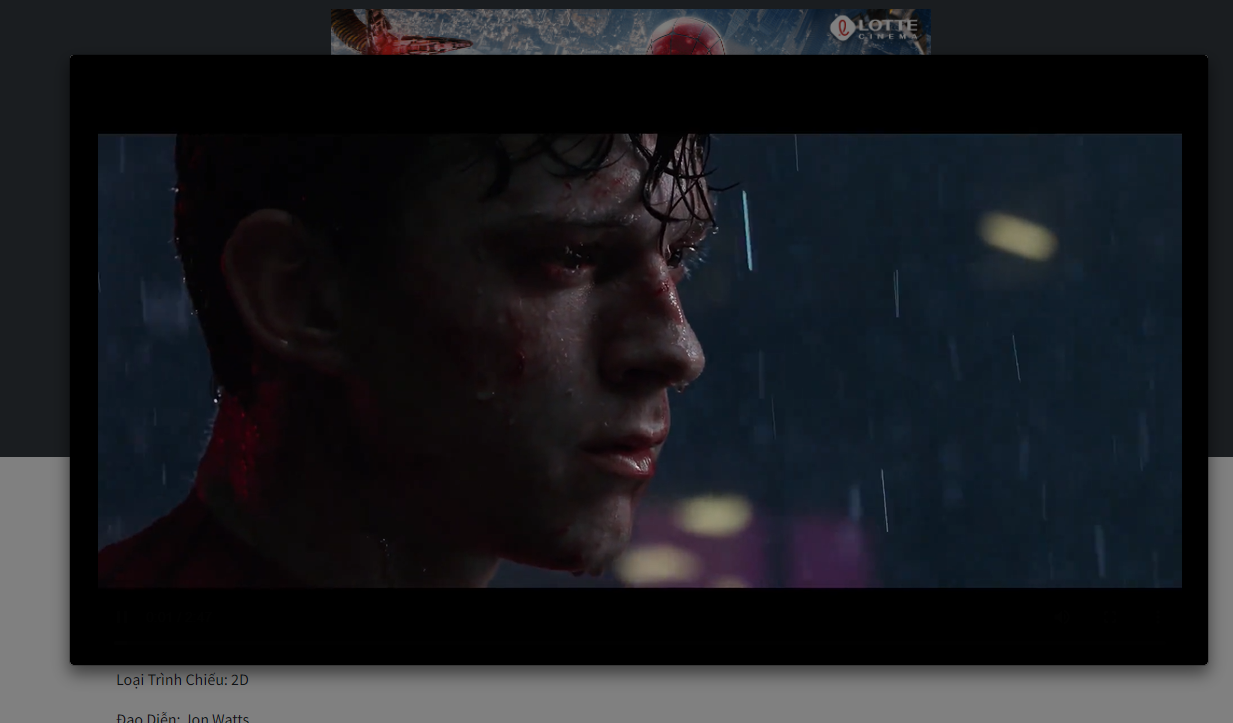 LOTTE
CINEMA
Loại Trình Chiếu: 2D
Đạo Diễn: Jon Watts